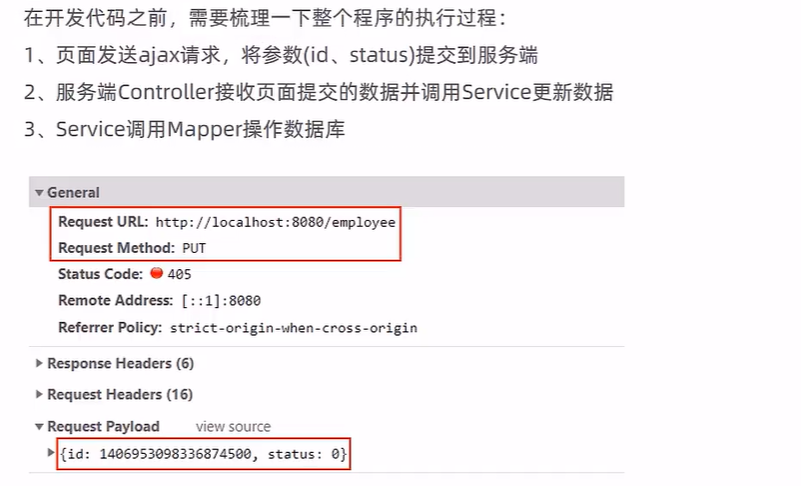 在开发代码之前，需要梳理一下整个程序的执行过程：
1、页面发送ajax请求，将参数(id、status)提交到服务端
2、服务端Controller接收页面提交的数据并调用Service更新数据
3、Service调用Mapper操作数据库
General
Request URL: http://localhost:8080/employee
Request Method: PUT
Status Code: 405
Remote Address: [::1]:8080
Referrer Policy: strict-origin-when-cross-origin
Response Headers (6)
Request Headers (16)
Request Payload view source
{id: 1406953098336874500, status: 0}